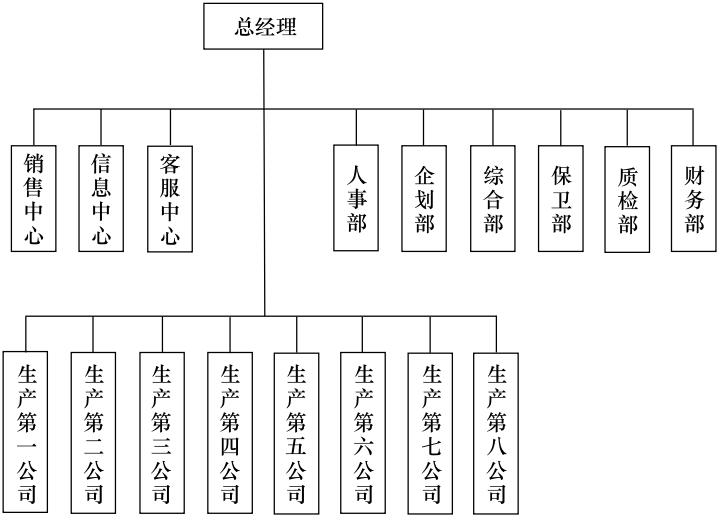 总经理
销售中心
信息中心
客服中心
人事部
企划部
综合部
保卫部
质检部
财务部
生产第一公司
生产第二公司
生产第三公司
生产第四公司
生产第五公司
生产第六公司
生产第七公司
生产第八公司